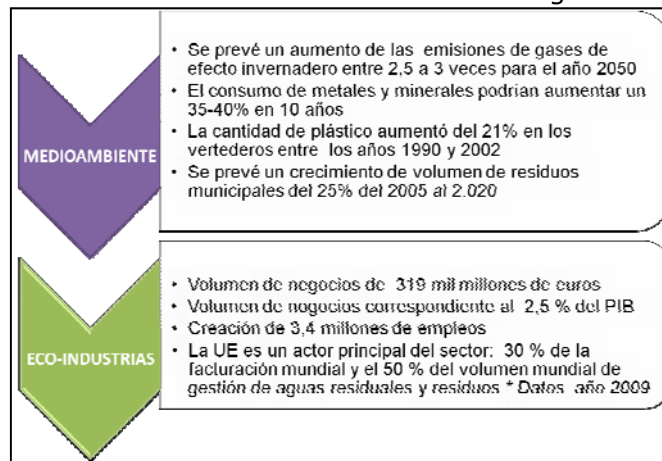 MEDIOAMBIENTE
• Se prevé un aumento de las emisiones de gases de
efecto invernadero entre 2,5 a 3 veces para el año 2050
• El consumo de metales y minerales podrían aumentar un
35-40% en 10 años
• La cantidad de plástico aumentó del 21% en los
vertederos entre los años 1990 y 2002
• Se prevé un crecimiento de volumen de residuos
municipales del 25% del 2005 al 2.020
ECO-INDUSTRIAS
• Volumen de negocios de 319 mil millones de euros
• Volumen de negocios correspondiente al 2,5 % del PIB
• Creación de 3,4 millones de empleos
• La UE es un actor principal del sector: 30 % de la
facturación mundial y el 50 % del volumen mundial de
gestión de aguas residuales y residuos * Datos año 2009